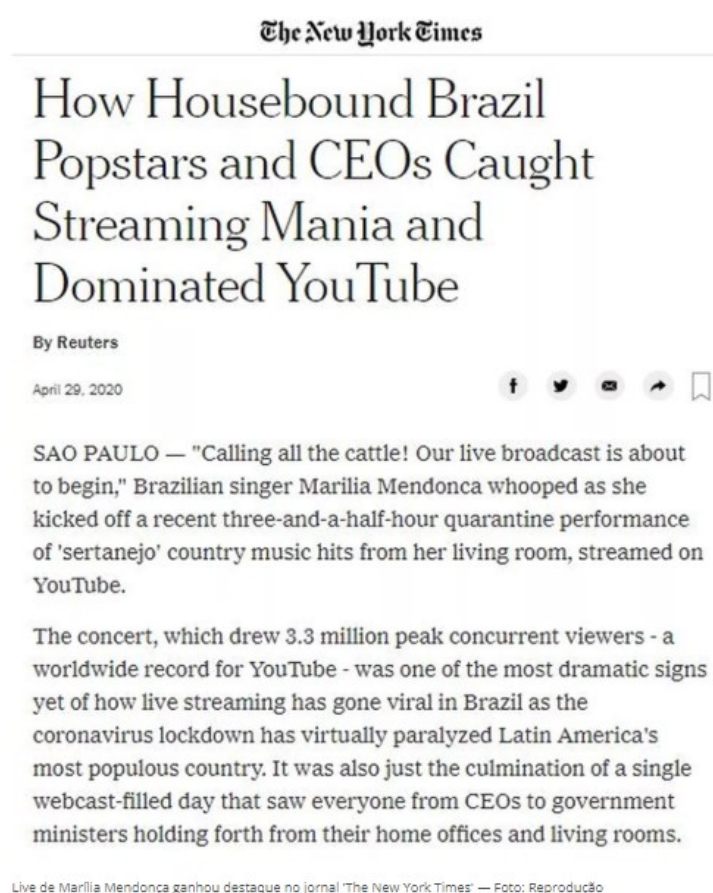 The New York Times
How Housebound Brazil
Popstars and CEOs Caught
Streaming Mania and
Dominated YouTube
By Reuters
April 29, 2020
SAO PAULO — "Calling all the cattle! Our live broadcast is about
to begin," Brazilian singer Marilia Mendonca whooped as she
kicked off a recent three-and-a-half-hour quarantine performance
of 'sertanejo' country music hits from her living room, streamed on
YouTube.
The concert, which drew 3.3 million peak concurrent viewers - a
worldwide record for YouTube - was one of the most dramatic signs
yet of how live streaming has gone viral in Brazil as the
coronavirus lockdown has virtually paralyzed Latin America's
most populous country. It was also just the culmination of a single
webcast-filled day that saw everyone from CEOs to government
ministers holding forth from their home offices and living rooms.
Live de Marília Mendonça ganhou destaque no jornal 'The New York Times' — Foto: Reprodução